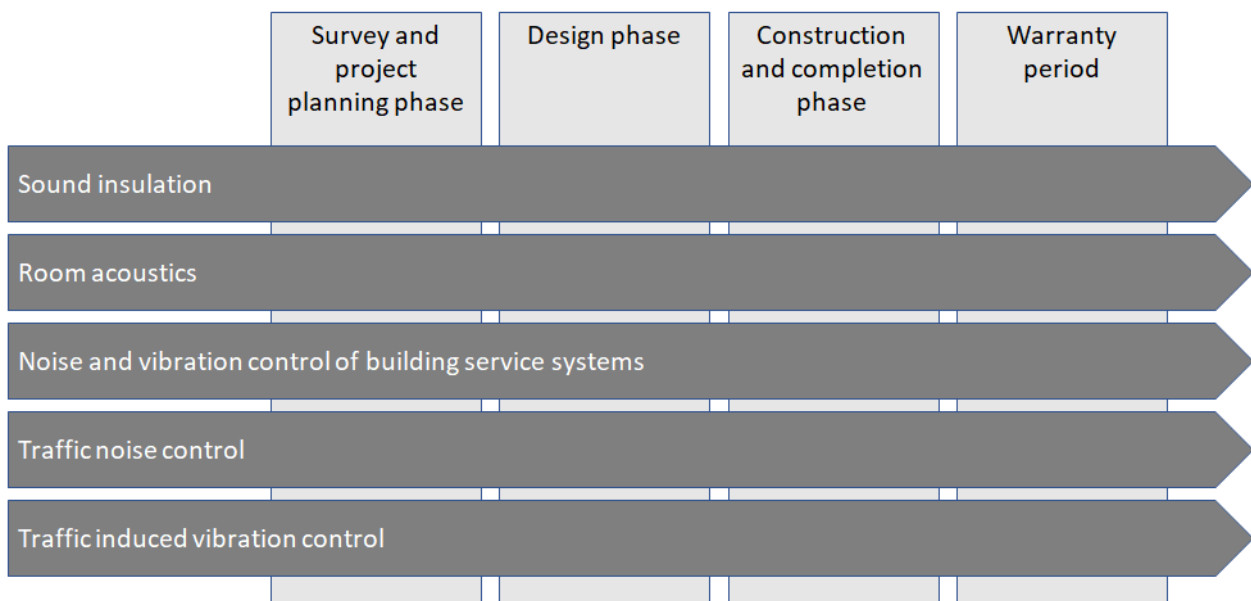 Survey and
project
planning phase
Design phase
Construction
and completion
phase
Warranty
period
Sound insulation
Room acoustics
Noise and vibration control of building service systems
Traffic noise control
Traffic induced vibration control